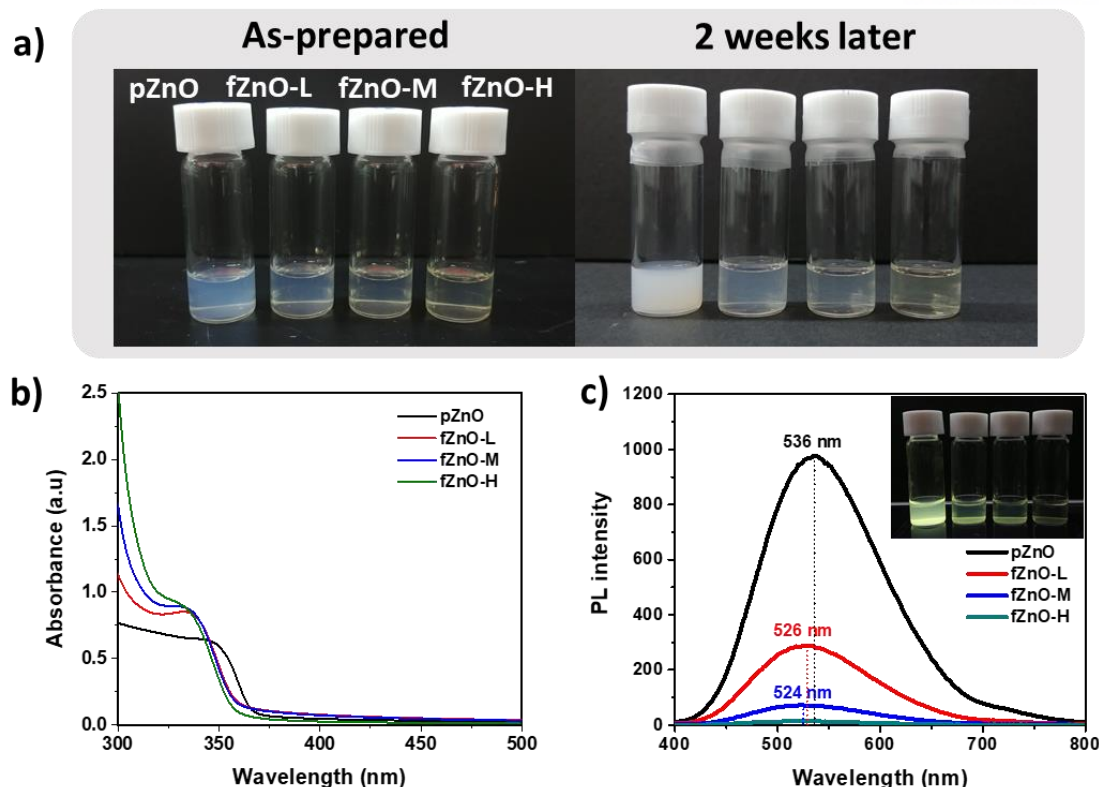 a)
As-prepared
2 weeks later
pZnO fZnO-L fZnO-M fZnO-H
b)
2.5
2.0
1.5
1.0
0.5
0.0
Absorbance (a.u)
300 350 400 450 500
Wavelength (nm)
pZnO
fZnO-L
fZnO-M
fZnO-H
c)
1200
1000
800
600
400
200
0
PL intensity
400 500 600 700 800
Wavelength (nm)
536 nm
526 nm
524 nm
pZnO
fZnO-L
fZnO-M
fZnO-H